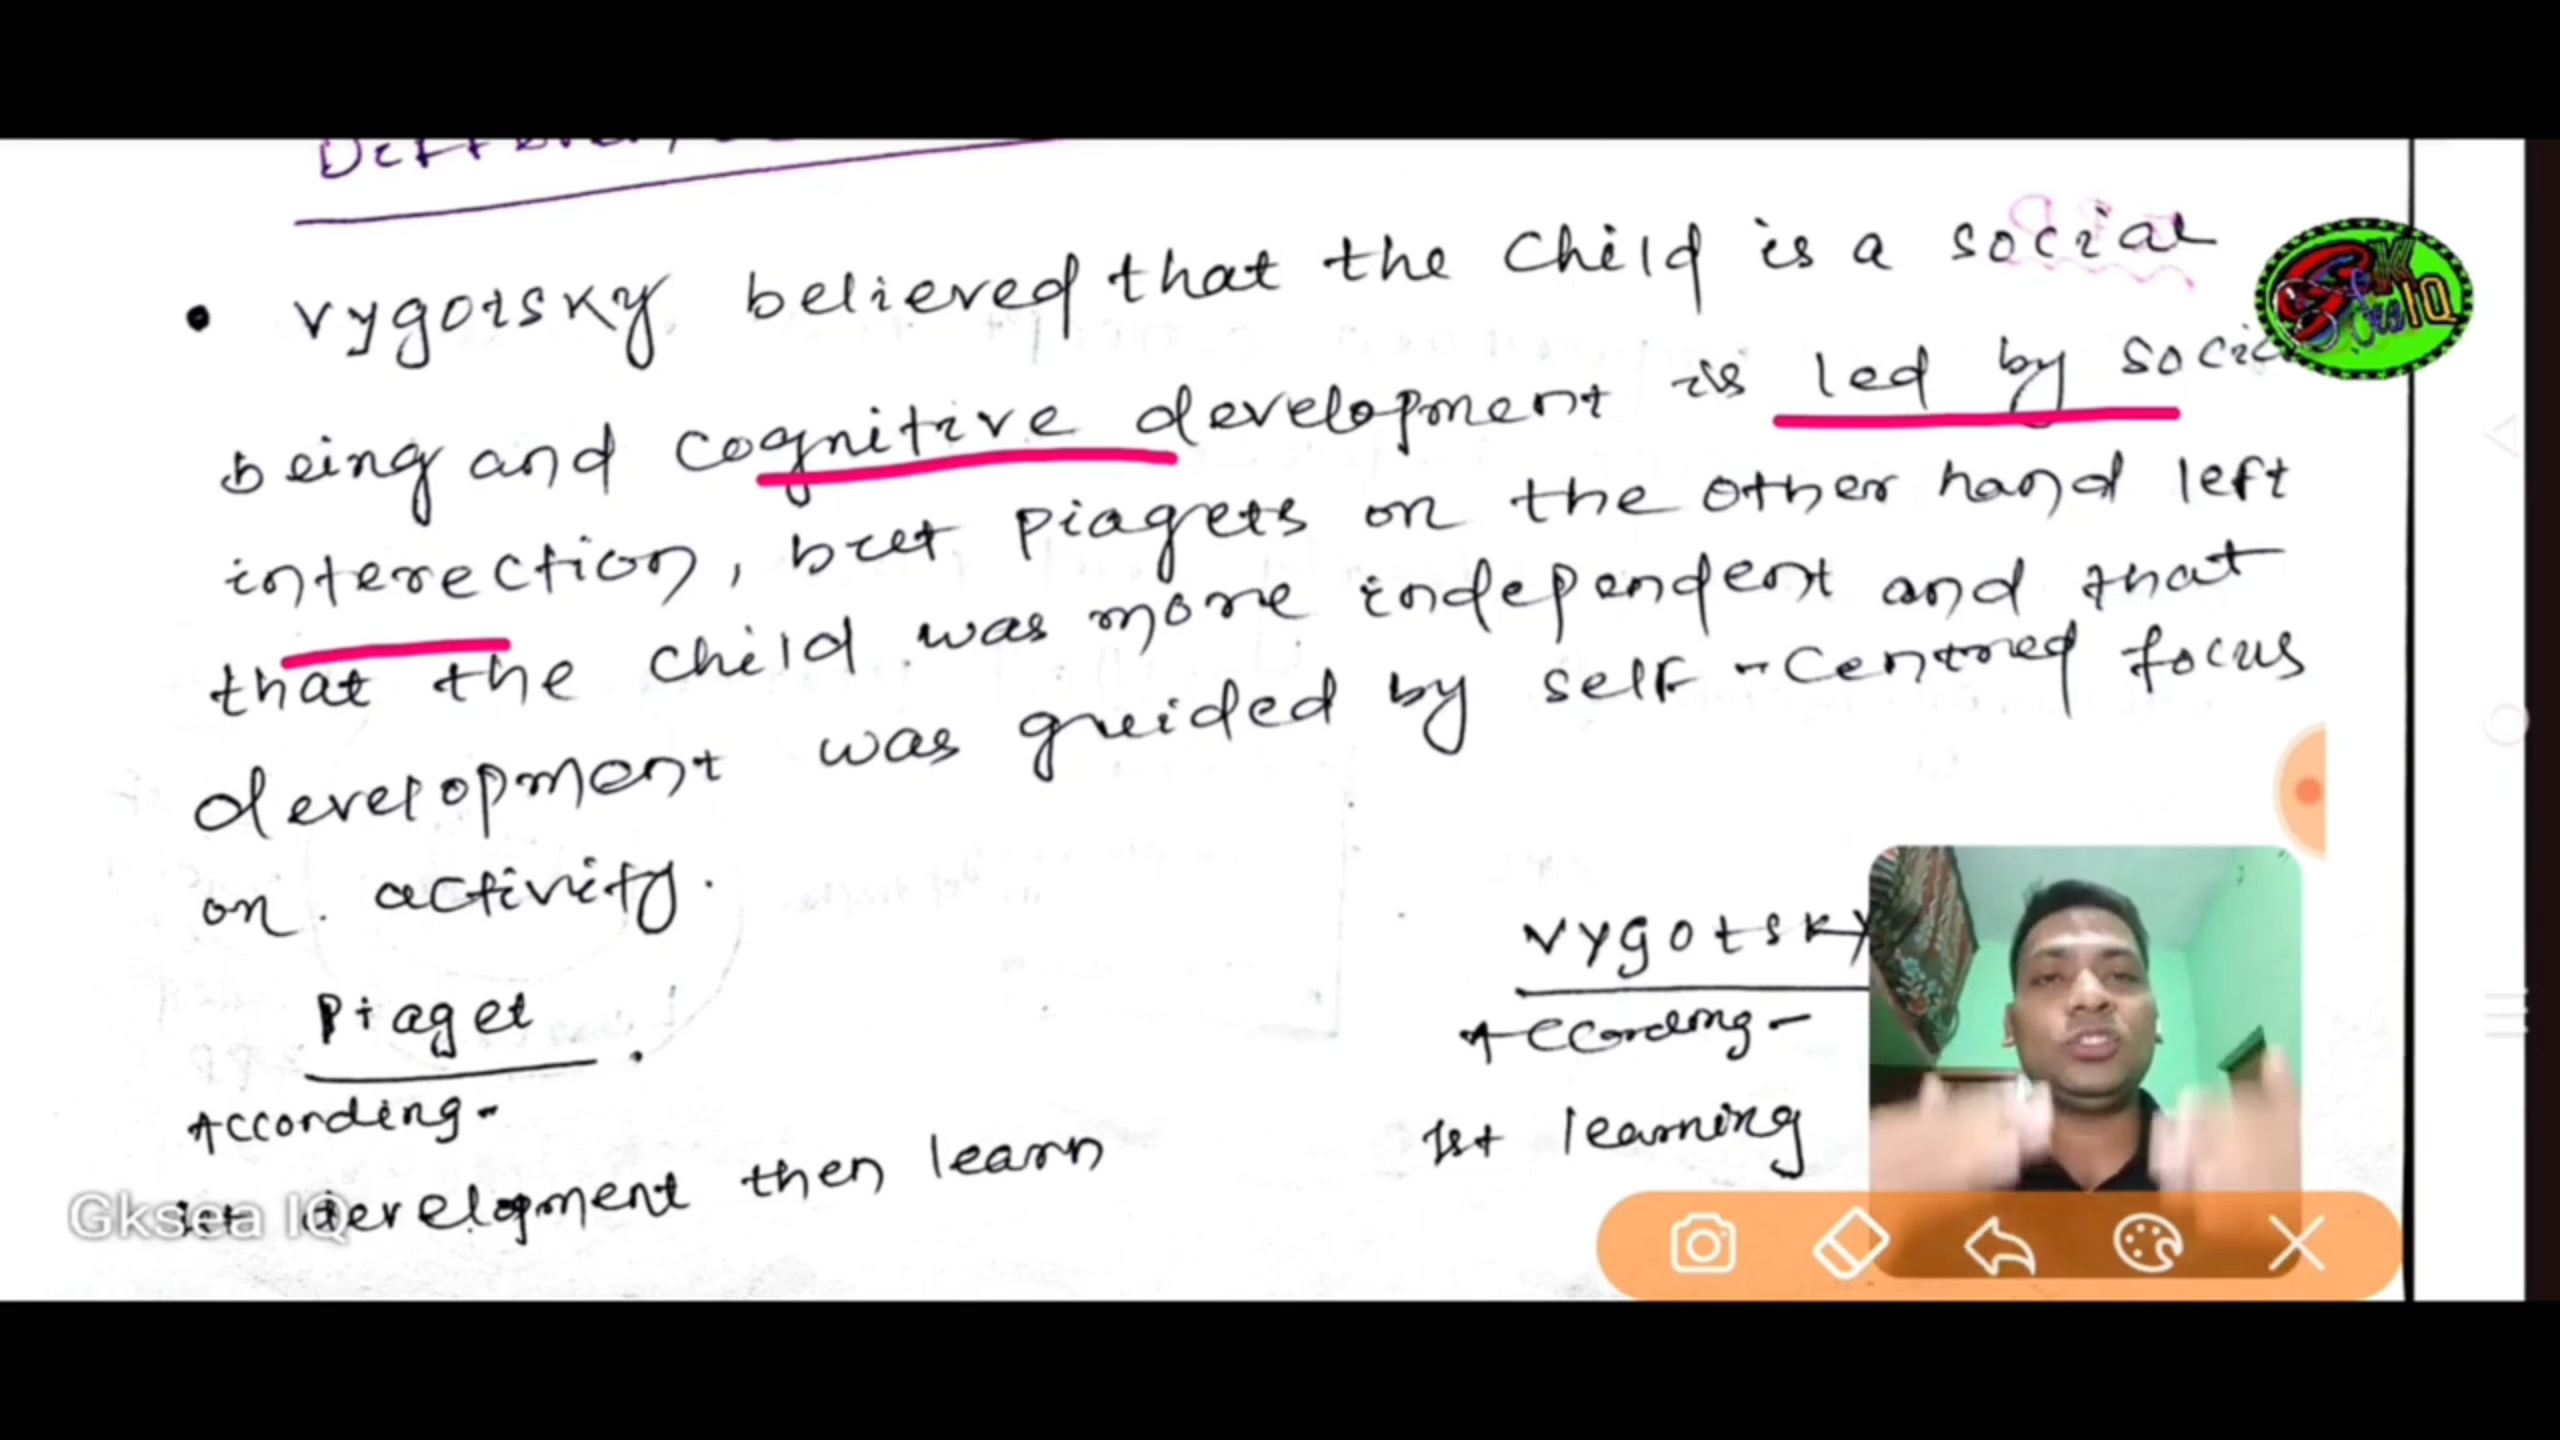 • Vygotsky believed that the Child is a social
being and cognitive development is led by
interection, but piagets on the other hand left
that the child was more independent and that
development was guided by self-centred focus
on activity.
Piaget
According-
1st development then learn
Vygotsky
According-
1st learning
Gksea IQ